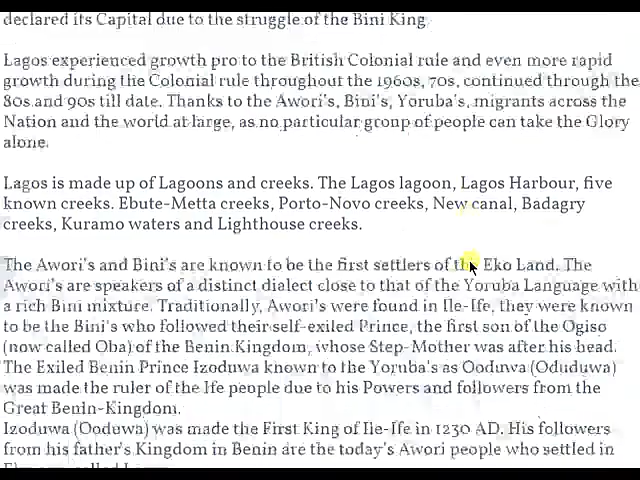 declared its Capital due to the struggle of the Bini King
Lagos experienced growth pro to the British Colonial rule and even more rapid
growth during the Colonial rule throughout the 1960s, 70s, continued through the
80s and 90s till date. Thanks to the Awori's, Bini's, Yoruba's, migrants across the
Nation and the world at large, as no particular group of people can take the Glory
alone.
Lagos is made up of Lagoons and creeks. The Lagos lagoon, Lagos Harbour, five
known creeks. Ebute-Metta creeks, Porto-Novo creeks, New canal, Badagry
creeks, Kuramo waters and Lighthouse creeks.
The Awori's and Bini's are known to be the first settlers of the Eko Land. The
Awori's are speakers of a distinct dialect close to that of the Yoruba Language with
a rich Bini mixture. Traditionally, Awori's were found in Ile-Ife, they were known
to be the Bini's who followed their self-exiled Prince, the first son of the Ogiso
(now called Oba) of the Benin Kingdom, whose Step-Mother was after his head.
The Exiled Benin Prince Izoduwa known to the Yoruba's as Ooduwa (Oduduwa)
was made the ruler of the Ife people due to his Powers and followers from the
Great Benin-Kingdom.
Izoduwa (Ooduwa) was made the First King of Ile-Ife in 1230 AD. His followers
from his father's Kingdom in Benin are the today's Awori people who settled in